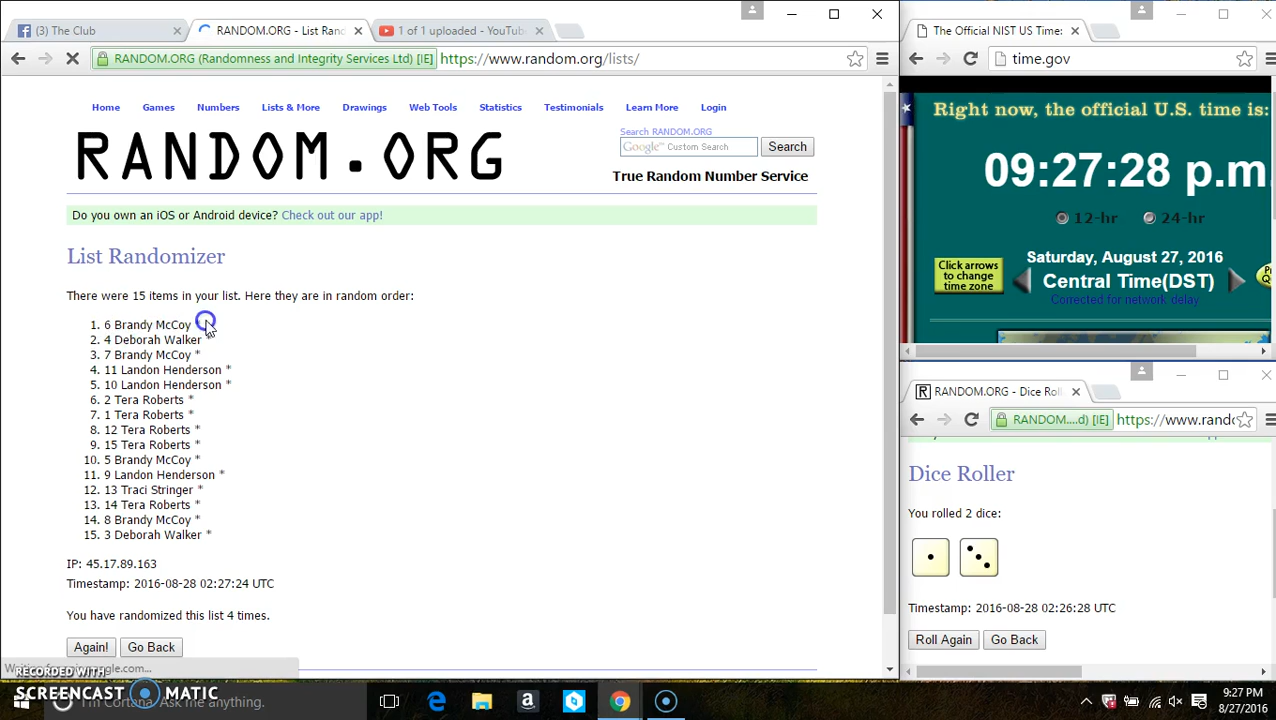 (3) The Club
RANDOM.ORG - List Rand
1 of 1 uploaded - YouTub
RANDOM.ORG (Randomness and Integrity Services Ltd) [IE]
https://www.random.org/lists/
Home Games Numbers Lists & More Drawings Web Tools Statistics Testimonials Learn More Login
RANDOM.ORG
Search RANDOM.ORG
Google™ Custom Search
Search
True Random Number Service
Do you own an iOS or Android device? Check out our app!
List Randomizer
There were 15 items in your list. Here they are in random order:
1. 6 Brandy McCoy
2. 4 Deborah Walker *
3. 7 Brandy McCoy *
4. 11 Landon Henderson *
5. 10 Landon Henderson *
6. 2 Tera Roberts *
7. 1 Tera Roberts *
8. 12 Tera Roberts *
9. 15 Tera Roberts *
10. 5 Brandy McCoy *
11. 9 Landon Henderson *
12. 13 Traci Stringer *
13. 14 Tera Roberts *
14. 8 Brandy McCoy *
15. 3 Deborah Walker *
IP: 45.17.89.163
Timestamp: 2016-08-28 02:27:24 UTC
You have randomized this list 4 times.
Again! Go Back
The Official NIST US Time:
time.gov
Right now, the official U.S. time is:
09:27:28 p.m.
12-hr 24-hr
Click arrows
to change
time zone
Saturday, August 27, 2016
Central Time(DST)
Corrected for network delay
RANDOM.ORG - Dice Rol
RANDOM....d) [IE]
https://www.rand
Dice Roller
You rolled 2 dice:
Timestamp: 2016-08-28 02:26:28 UTC
Roll Again Go Back
RECORDED WITH
SCREENCAST MATIC
Ask me anything.
9:27 PM
8/27/2016